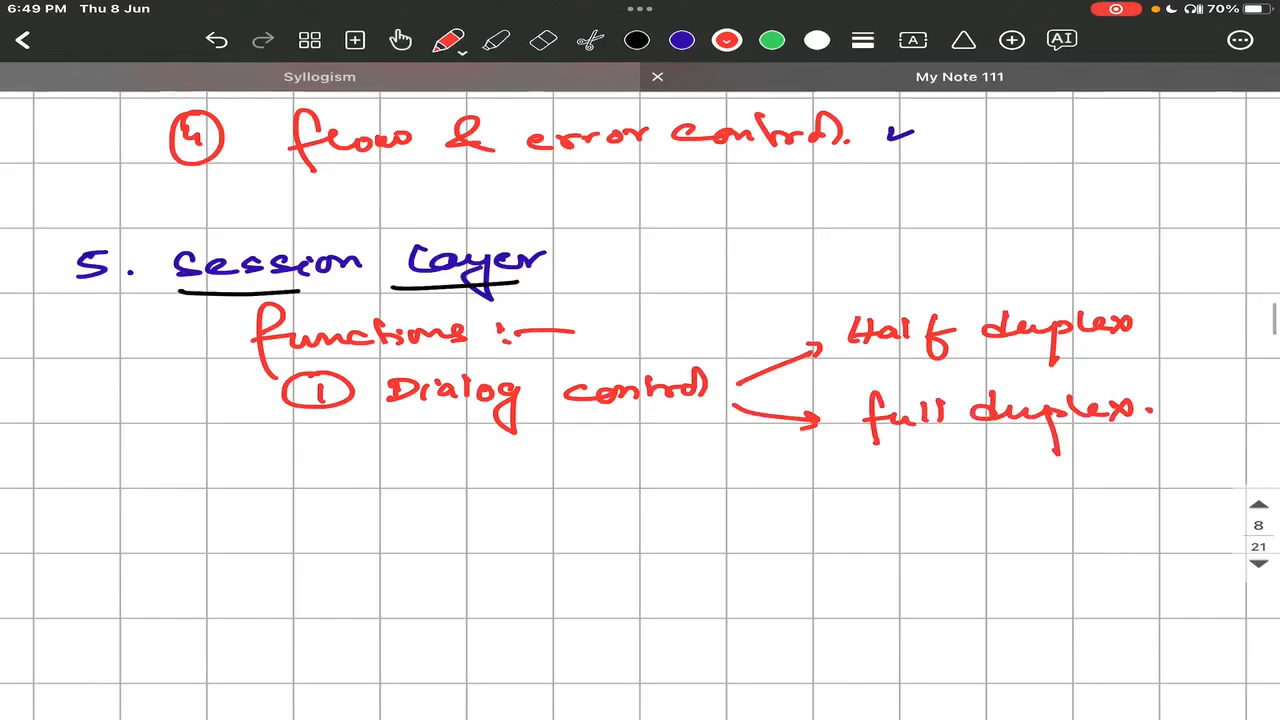 6:49 PM Thu 8 Jun
70%
A
AI
Syllogism
My Note 111
4 flow & error control.
5. Session Layer
functions :-
1 Dialog control
Half duplex
full duplex.
8
21